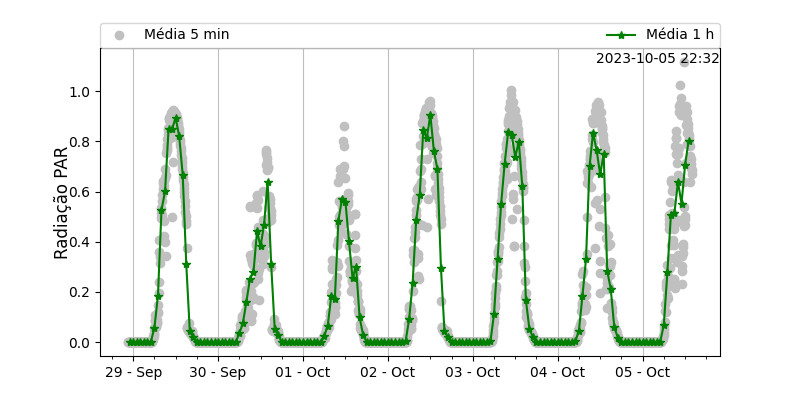 Média 5 min
Média 1 h
2023-10-05 22:32
Radiação PAR
1.0
0.8
0.6
0.4
0.2
0.0
29 - Sep
30 - Sep
01 - Oct
02 - Oct
03 - Oct
04 - Oct
05 - Oct